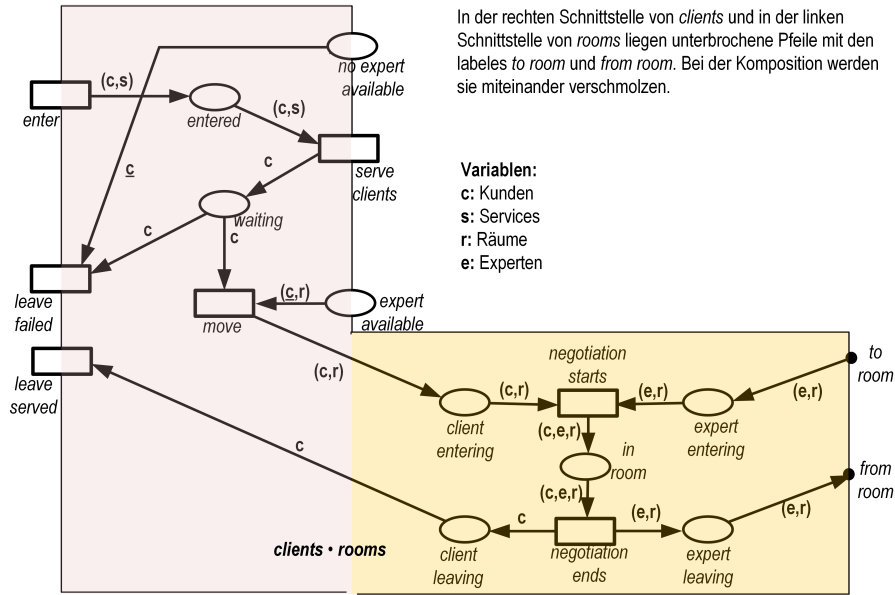 In der rechten Schnittstelle von clients und in der linken
Schnittstelle von rooms liegen unterbrochene Pfeile mit den
labeles to room und from room. Bei der Komposition werden
sie miteinander verschmolzen.
Variablen:
c: Kunden
s: Services
r: Räume
e: Experten
no expert
available
(c,s)
enter
entered
(c,s)
serve
clients
c
c
waiting
c
c
leave
failed
(c,r)
move
expert
available
leave
served
(c,r)
negotiation
starts
to
room
(c,r)
(e,r)
(e,r)
client
entering
(c,e,r)
expert
entering
in
room
c
(c,e,r)
from
room
c
(e,r)
(e,r)
clients • rooms
client
leaving
negotiation
ends
expert
leaving